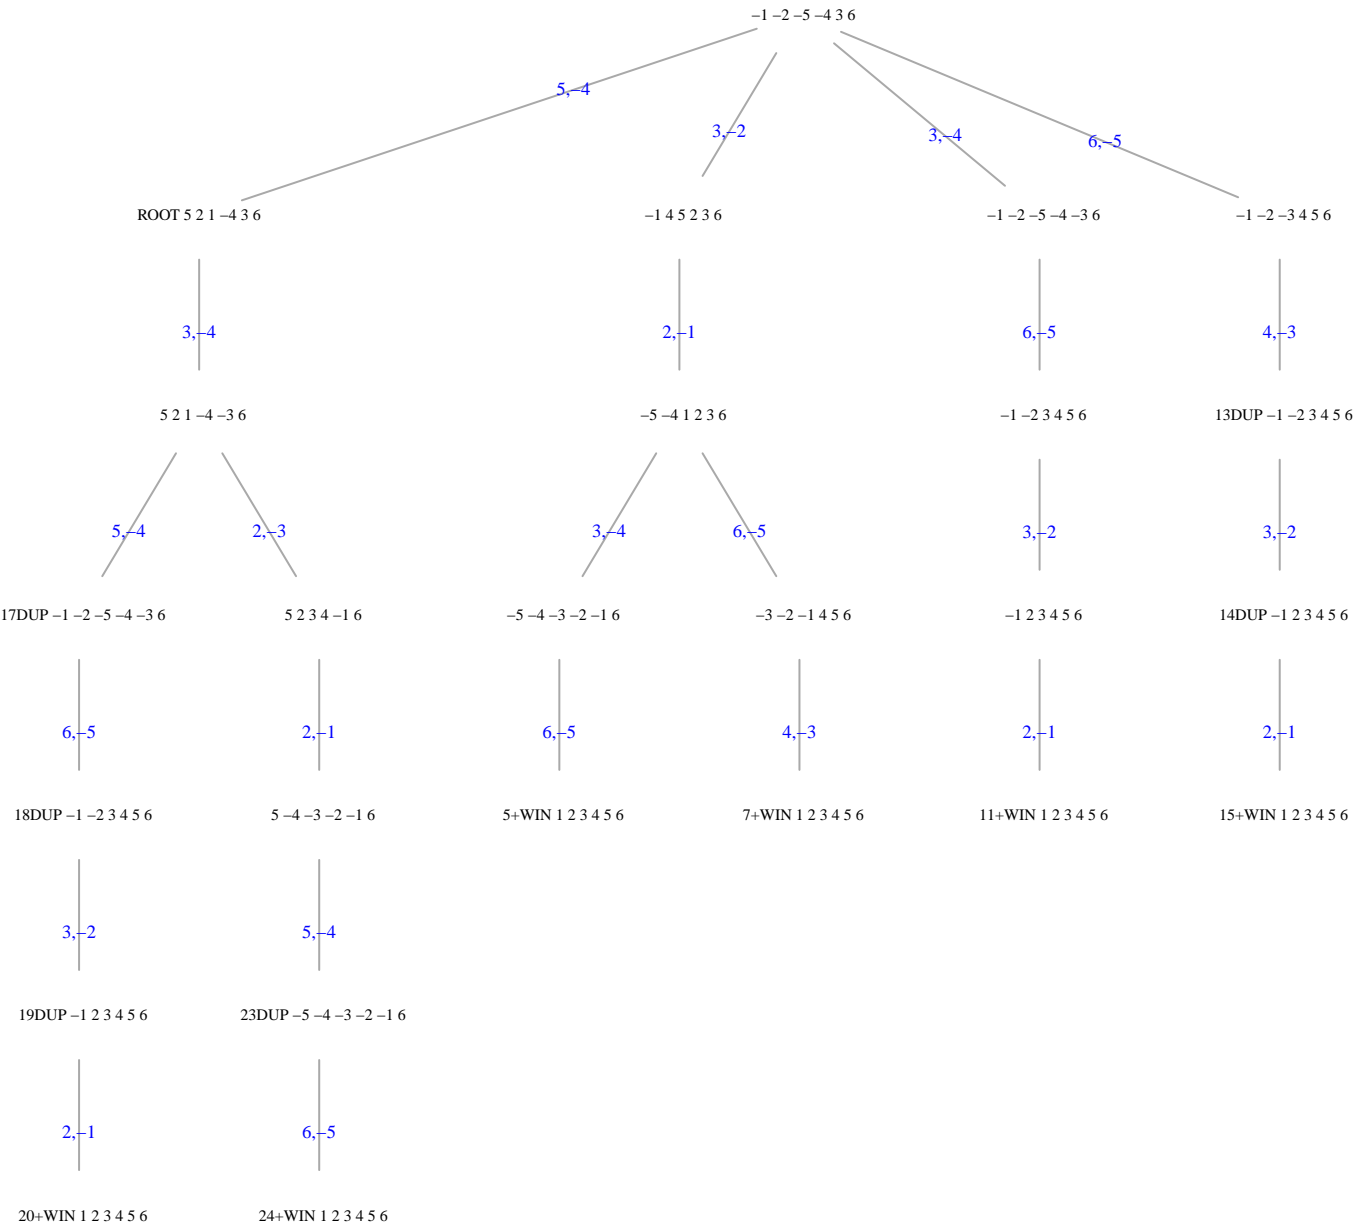 −1 −2 −5 −4 3 6
5,−4
3,−2
3,−4
6,−5
ROOT 5 2 1 −4 3 6
−1 4 5 2 3 6
−1 −2 −5 −4 −3 6
−1 −2 −3 4 5 6
3,−4
2,−1
6,−5
4,−3
5 2 1 −4 −3 6
−5 −4 1 2 3 6
−1 −2 3 4 5 6
13DUP −1 −2 3 4 5 6
5,−4
2,−3
3,−4
6,−5
3,−2
3,−2
17DUP −1 −2 −5 −4 −3 6
5 2 3 4 −1 6
−5 −4 −3 −2 −1 6
−3 −2 −1 4 5 6
−1 2 3 4 5 6
14DUP −1 2 3 4 5 6
6,−5
2,−1
6,−5
4,−3
2,−1
2,−1
18DUP −1 −2 3 4 5 6
5 −4 −3 −2 −1 6
5+WIN 1 2 3 4 5 6
7+WIN 1 2 3 4 5 6
11+WIN 1 2 3 4 5 6
15+WIN 1 2 3 4 5 6
3,−2
5,−4
19DUP −1 2 3 4 5 6
23DUP −5 −4 −3 −2 −1 6
2,−1
6,−5
20+WIN 1 2 3 4 5 6
24+WIN 1 2 3 4 5 6